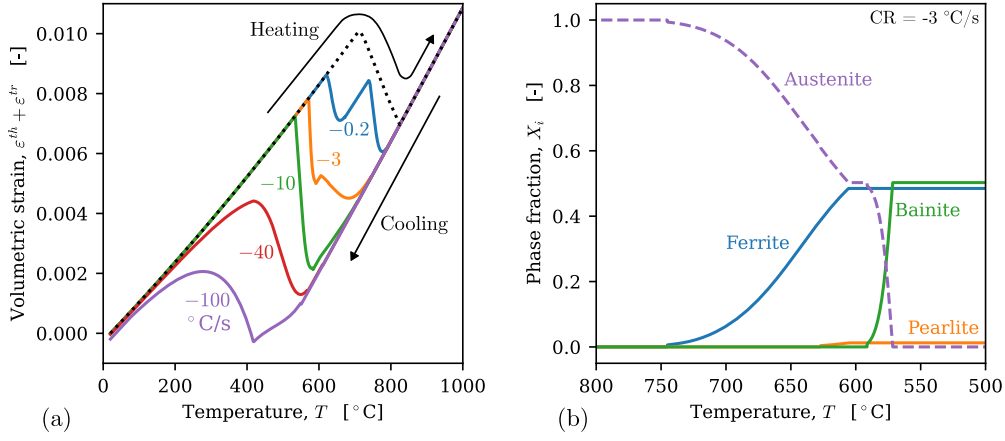 Volumetric strain, ε^th + ε^tr [-]
0.010
0.008
0.006
0.004
0.002
0.000
Heating
−0.2
−3
−10
−40
−100
°C/s
Cooling
0 200 400 600 800 1000
Temperature, T [°C]
(a)
Phase fraction, X_i [-]
1.0
0.8
0.6
0.4
0.2
0.0
CR = -3 °C/s
Austenite
Ferrite
Bainite
Pearlite
800 750 700 650 600 550 500
Temperature, T [°C]
(b)